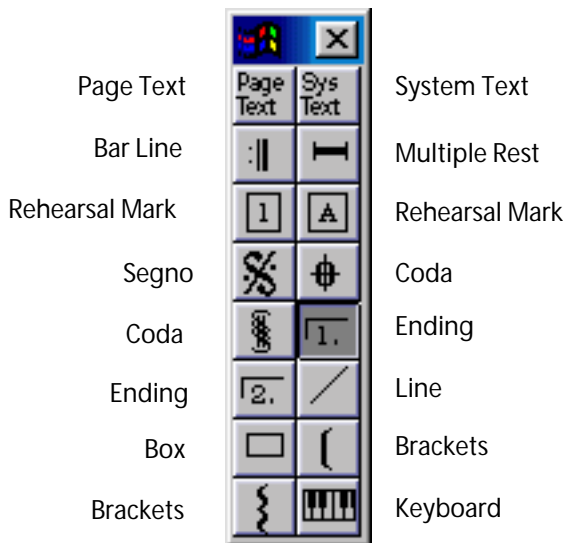 Page Text Page Text Sys Text System Text
Bar Line Multiple Rest
Rehearsal Mark 1 A Rehearsal Mark
Segno Coda
Coda 1. Ending
Ending 2. Line
Box Brackets
Brackets Keyboard